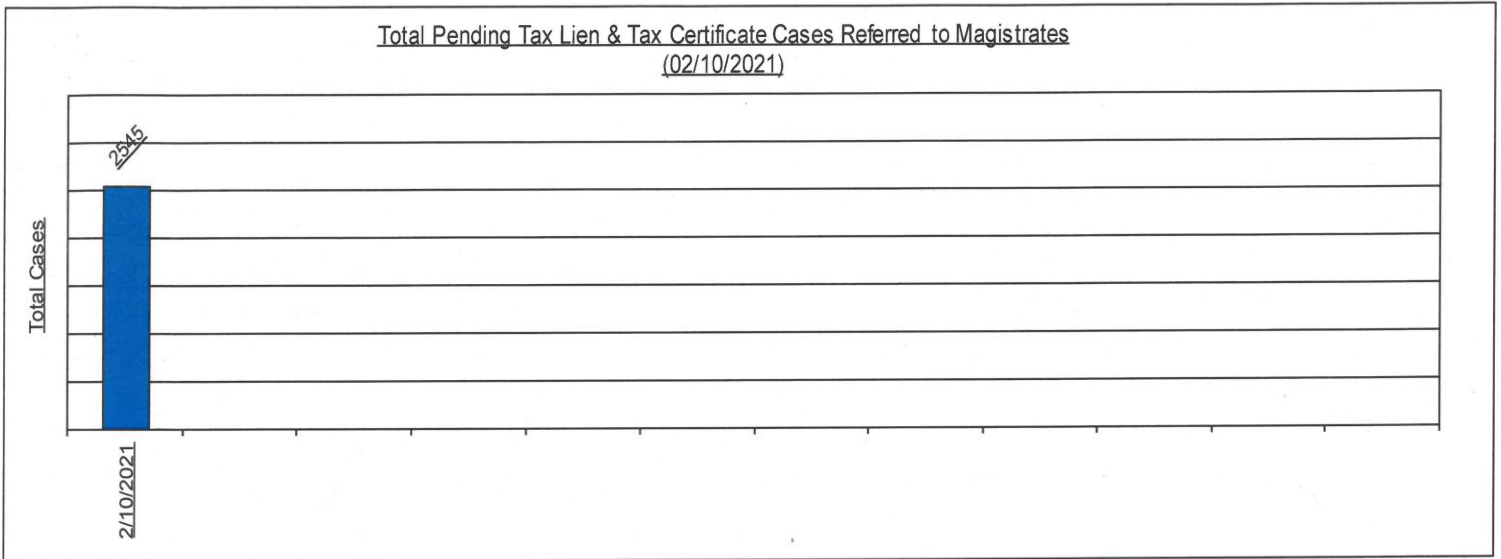 Total Pending Tax Lien & Tax Certificate Cases Referred to Magistrates
(02/10/2021)
Total Cases
2545
2/10/2021